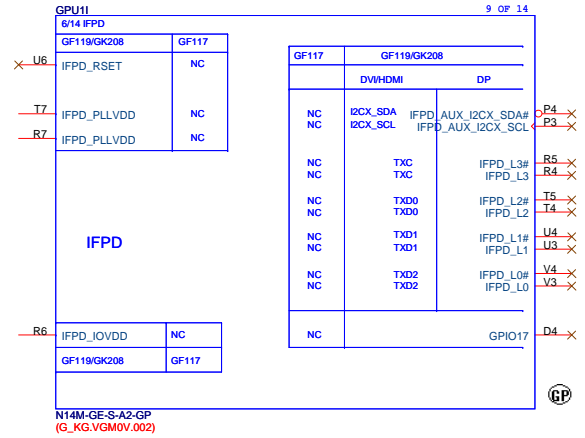 GPU1I 9 OF 14
6/14 IFPD
GF119/GK208 GF117
U6 IFPD_RSET NC
T7 IFPD_PLLVDD NC
R7 IFPD_PLLVDD NC
GF117 GF119/GK208
DVI/HDMI DP
NC I2CX_SDA IFPD_AUX_I2CX_SDA# P4
NC I2CX_SCL IFPD_AUX_I2CX_SCL P3
NC TXC IFPD_L3# R5
NC TXC IFPD_L3 R4
NC TXD0 IFPD_L2# T5
NC TXD0 IFPD_L2 T4
NC TXD1 IFPD_L1# U4
NC TXD1 IFPD_L1 U3
NC TXD2 IFPD_L0# V4
NC TXD2 IFPD_L0 V3
IFPD
R6 IFPD_IOVDD NC
GF119/GK208 GF117
NC GPIO17 D4
GP
N14M-GE-S-A2-GP
(G_KG.VGM0V.002)